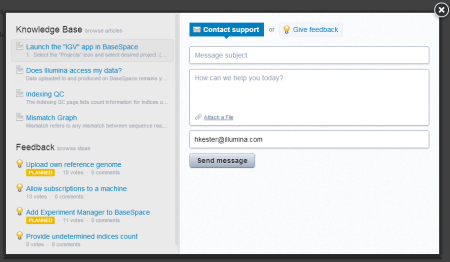 Knowledge Base browse articles
Launch the "IGV" app in BaseSpace
1. Select the "Projects" icon and select desired project: [...
Does Illumina access my data?
Data uploaded to and produced on BaseSpace remains y...
Indexing QC
The Indexing QC page lists count information for indices u...
Mismatch Graph
Mismatch refers to any mismatch between sequence rea...
Feedback browse ideas
Upload own reference genome
PLANNED · 18 votes · 0 comments
Allow subscriptions to a machine
13 votes · 0 comments
Add Experiment Manager to BaseSpace
PLANNED · 11 votes · 0 comments
Provide undetermined indices count
8 votes · 0 comments
Contact support or Give feedback
Message subject
How can we help you today?
Attach a File
hkester@illumina.com
Send message